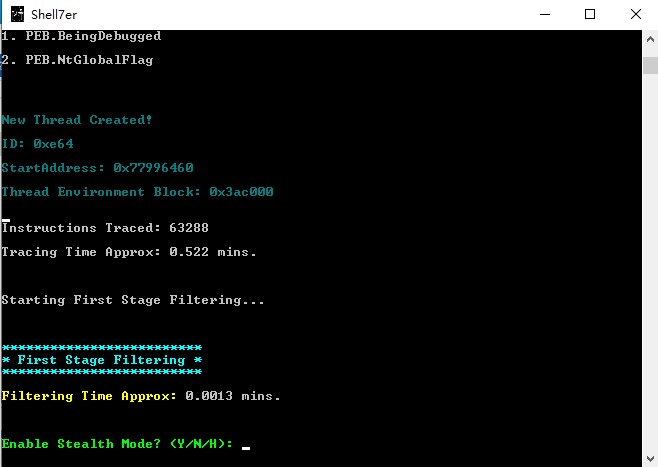 Shell7er
1. PEB.BeingDebugged
2. PEB.NtGlobalFlag
New Thread Created!
ID: 0xe64
StartAddress: 0x77996460
Thread Environment Block: 0x3ac000
Instructions Traced: 63288
Tracing Time Approx: 0.522 mins.
Starting First Stage Filtering...
*************************
* First Stage Filtering *
*************************
Filtering Time Approx: 0.0013 mins.
Enable Stealth Mode? (Y/N/H): _